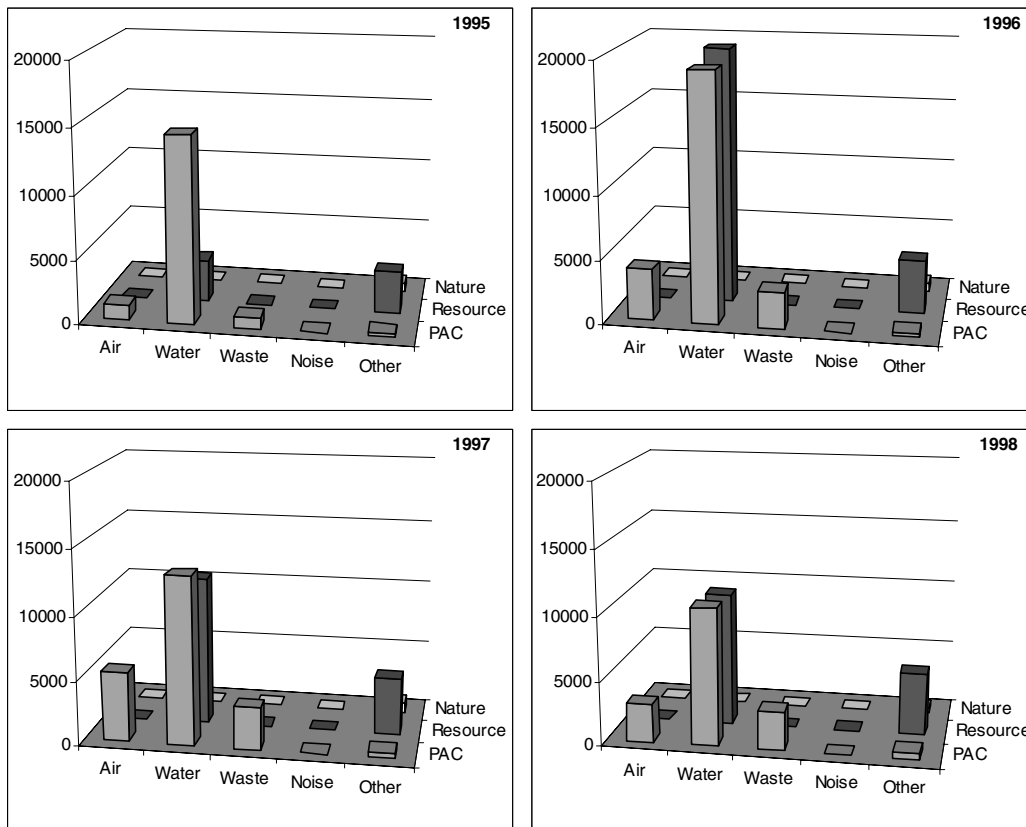 1995
20000
15000
10000
5000
0
Nature
Resource
PAC
Air
Water
Waste
Noise
Other
1996
20000
15000
10000
5000
0
Nature
Resource
PAC
Air
Water
Waste
Noise
Other
1997
20000
15000
10000
5000
0
Nature
Resource
PAC
Air
Water
Waste
Noise
Other
1998
20000
15000
10000
5000
0
Nature
Resource
PAC
Air
Water
Waste
Noise
Other